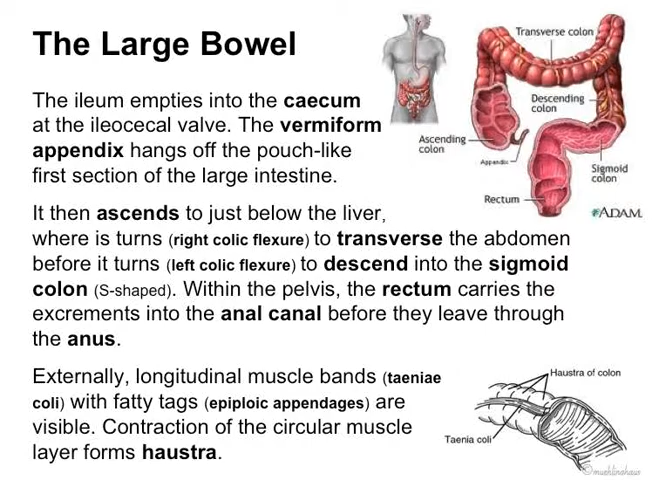 The Large Bowel
The ileum empties into the caecum
at the ileocecal valve. The vermiform
appendix hangs off the pouch-like
first section of the large intestine.
It then ascends to just below the liver,
where is turns (right colic flexure) to transverse the abdomen
before it turns (left colic flexure) to descend into the sigmoid
colon (S-shaped). Within the pelvis, the rectum carries the
excrements into the anal canal before they leave through
the anus.
Externally, longitudinal muscle bands (taeniae
coli) with fatty tags (epiploic appendages) are
visible. Contraction of the circular muscle
layer forms haustra.
Transverse colon
Descending
colon
Ascending
colon
Appendix
Sigmoid
colon
Rectum
ADAM.
Haustra of colon
Taenia coli